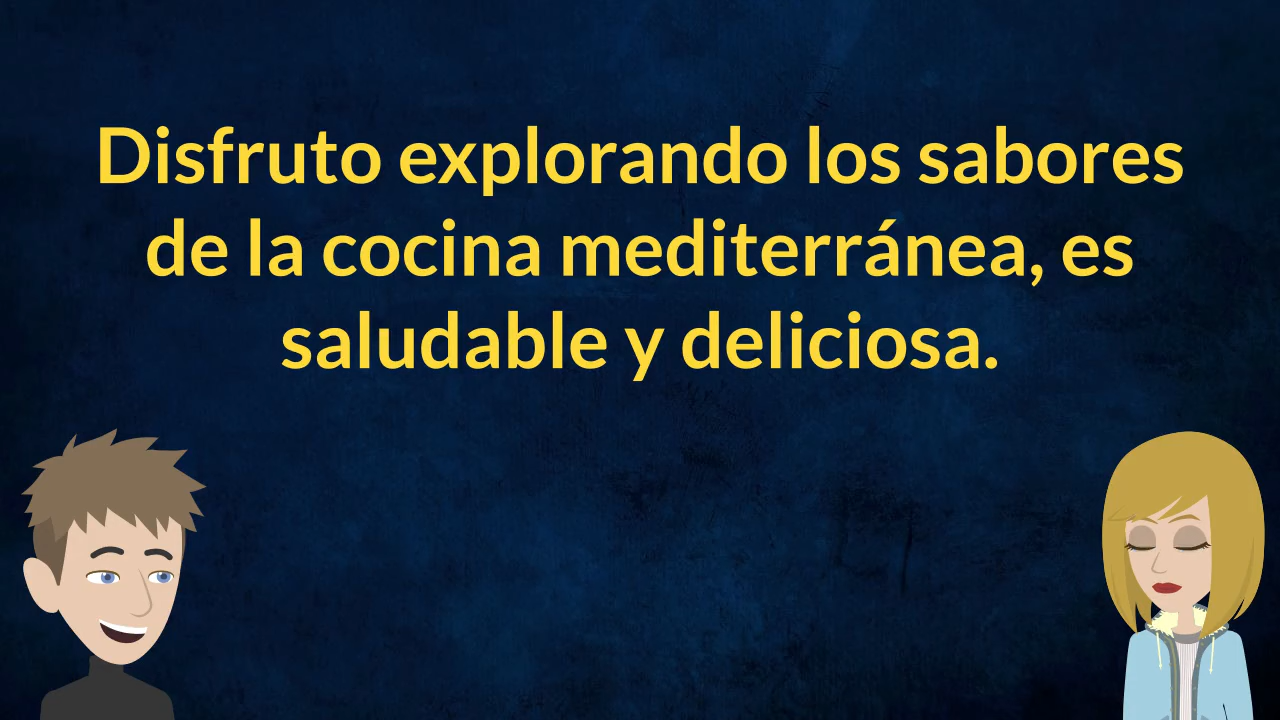 Disfruto explorando los sabores
de la cocina mediterránea, es
saludable y deliciosa.